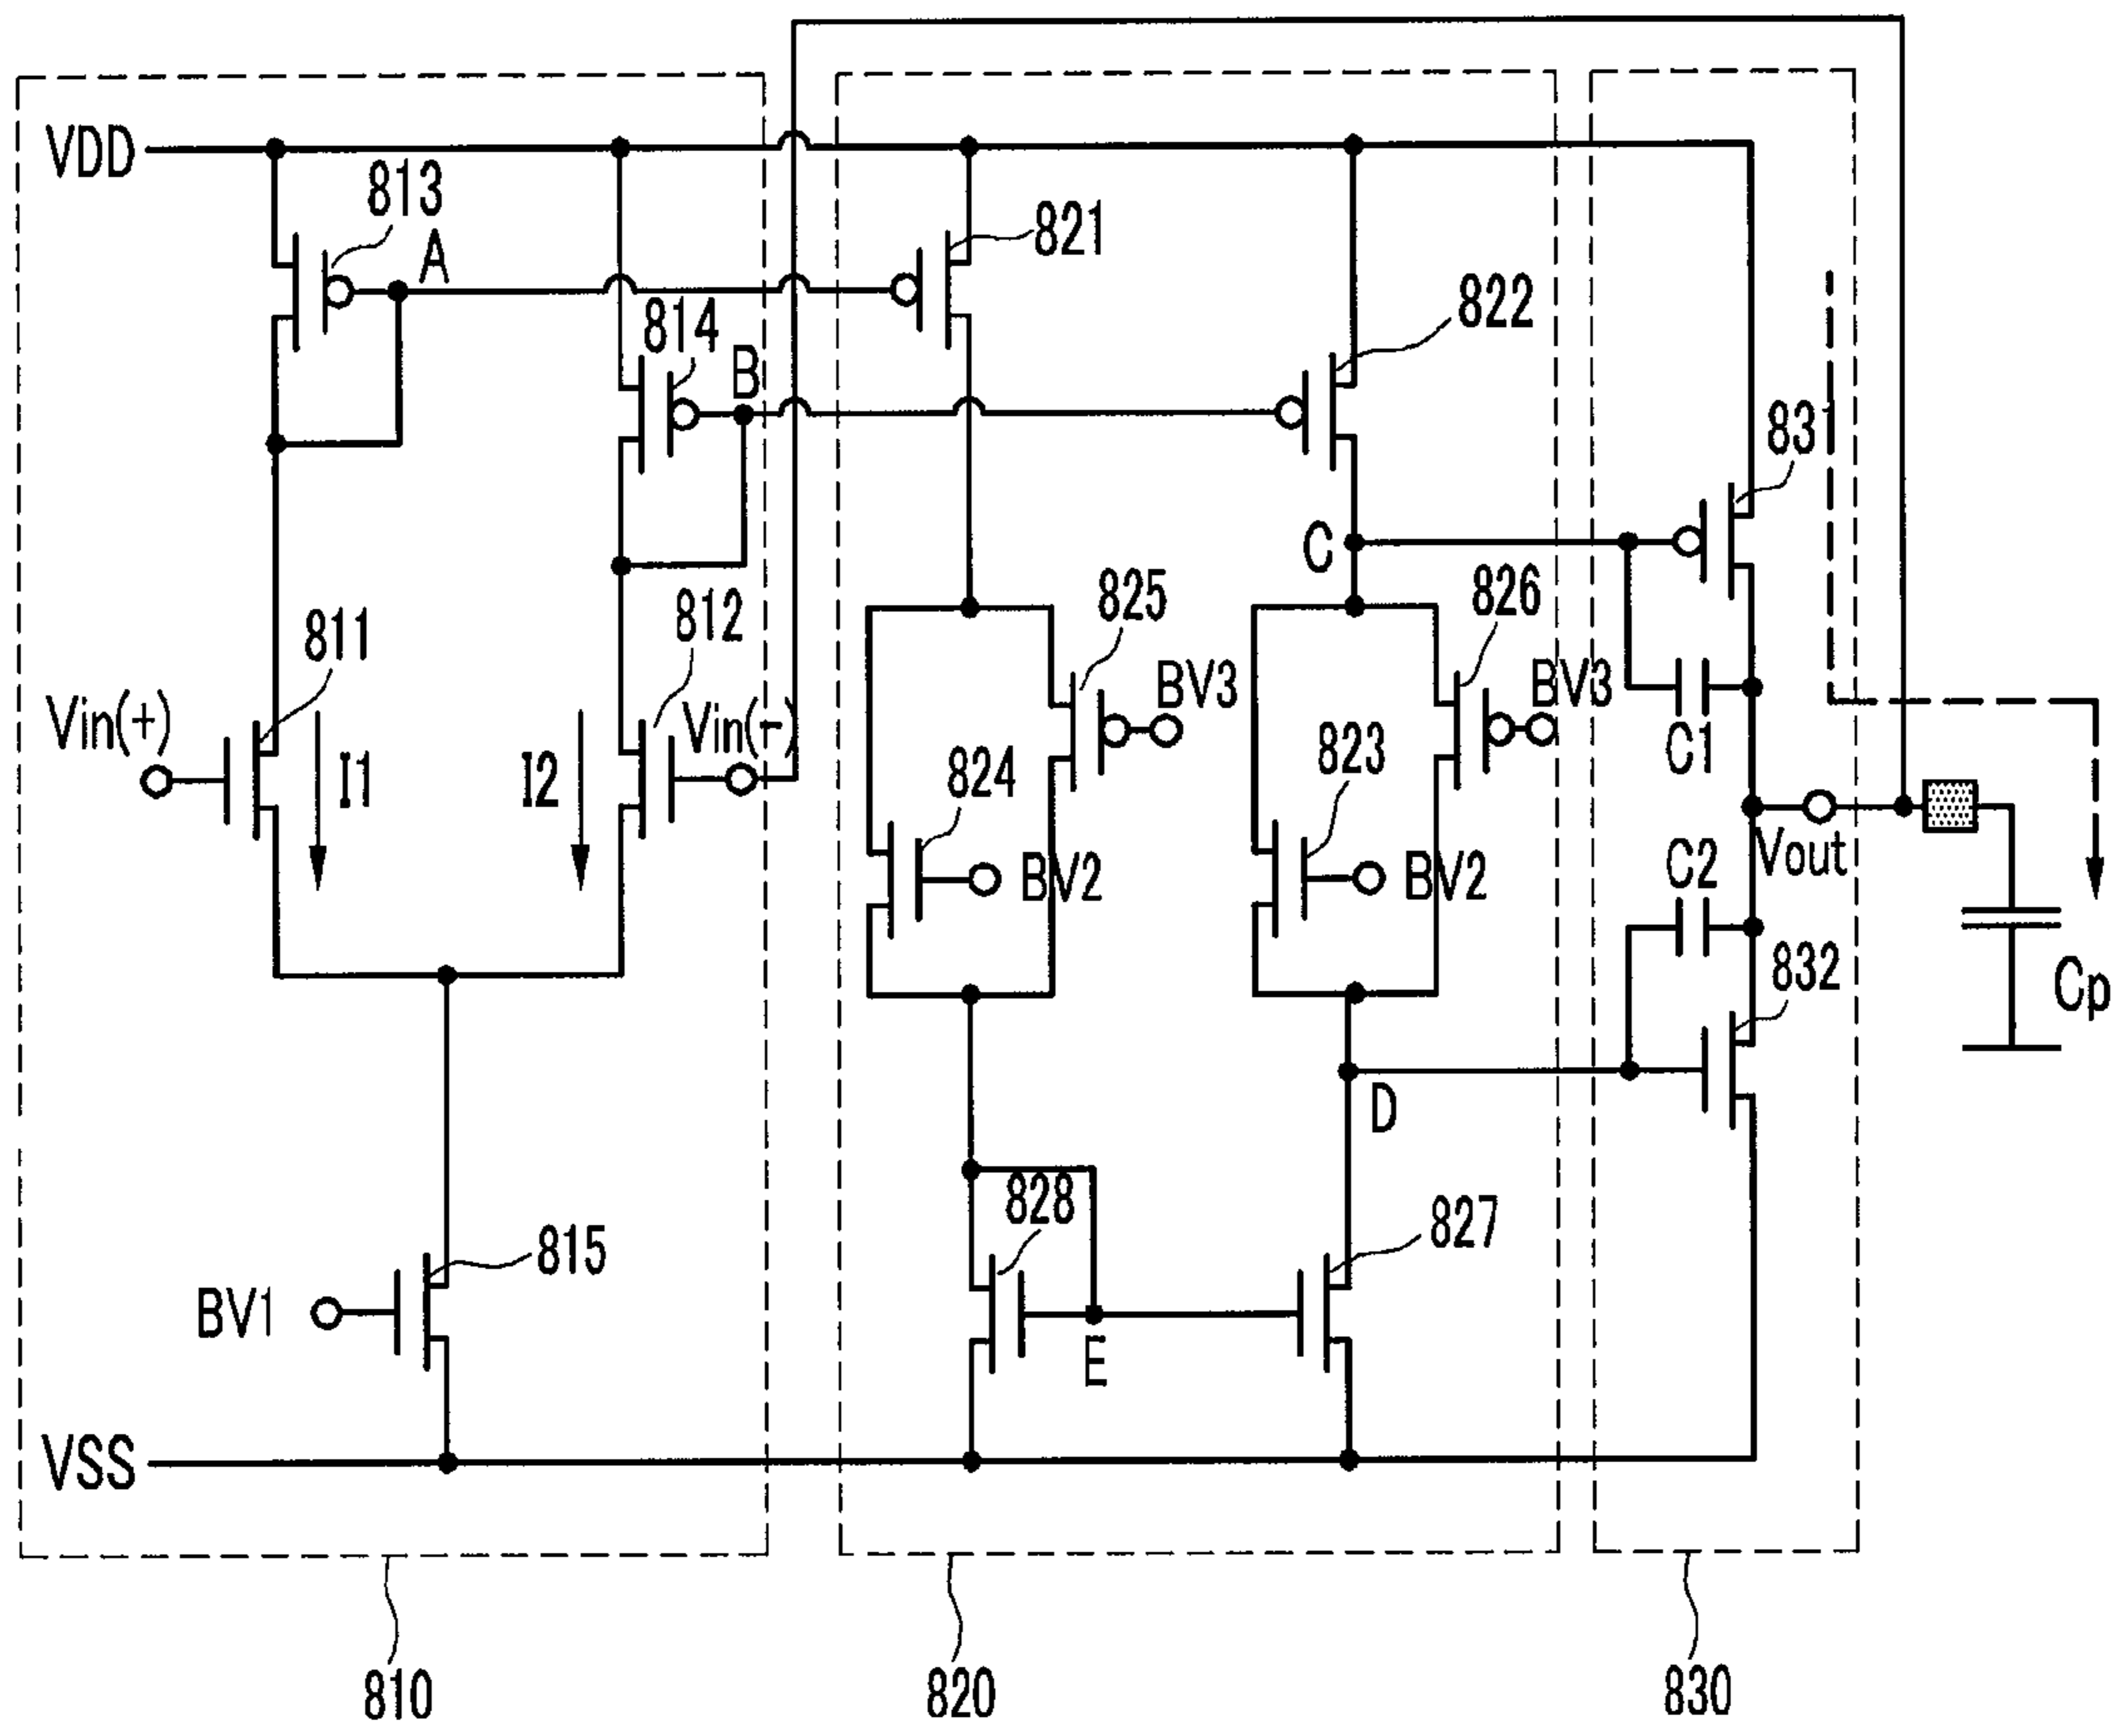 VDD
813
A
821
822
814
B
831
C
825
826
812
811
BV3
BV3
Vin(+)
Vin(-)
I1
I2
824
823
C1
BV2
BV2
C2
Vout
832
Cp
D
828
827
815
BV1
E
VSS
810
820
830